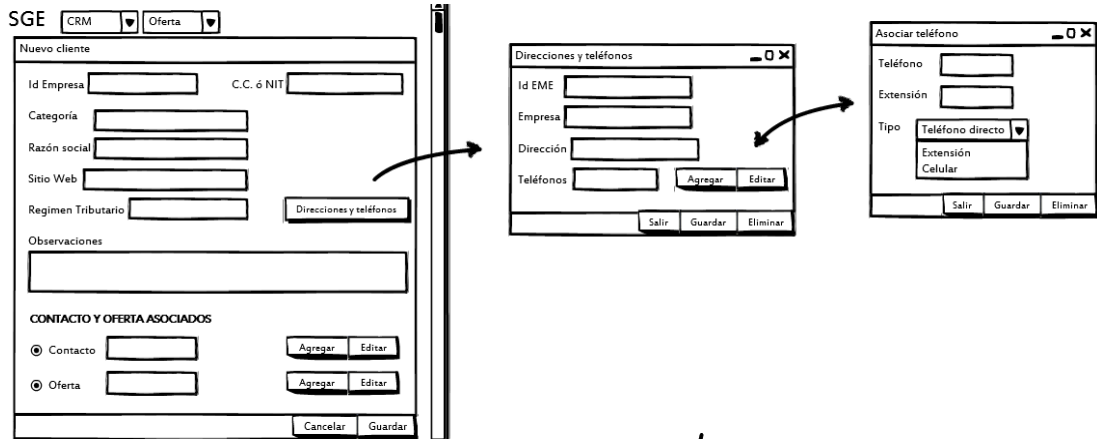 SGE CRM Oferta
Nuevo cliente
Id Empresa C.C. ó NIT
Categoría
Razón social
Sitio Web
Regimen Tributario Direcciones y teléfonos
Observaciones
CONTACTO Y OFERTA ASOCIADOS
Contacto Agregar Editar
Oferta Agregar Editar
Cancelar Guardar
Direcciones y teléfonos
Id EME
Empresa
Dirección
Teléfonos Agregar Editar
Salir Guardar Eliminar
Asociar teléfono
Teléfono
Extensión
Tipo Teléfono directo
Extensión
Celular
Salir Guardar Eliminar